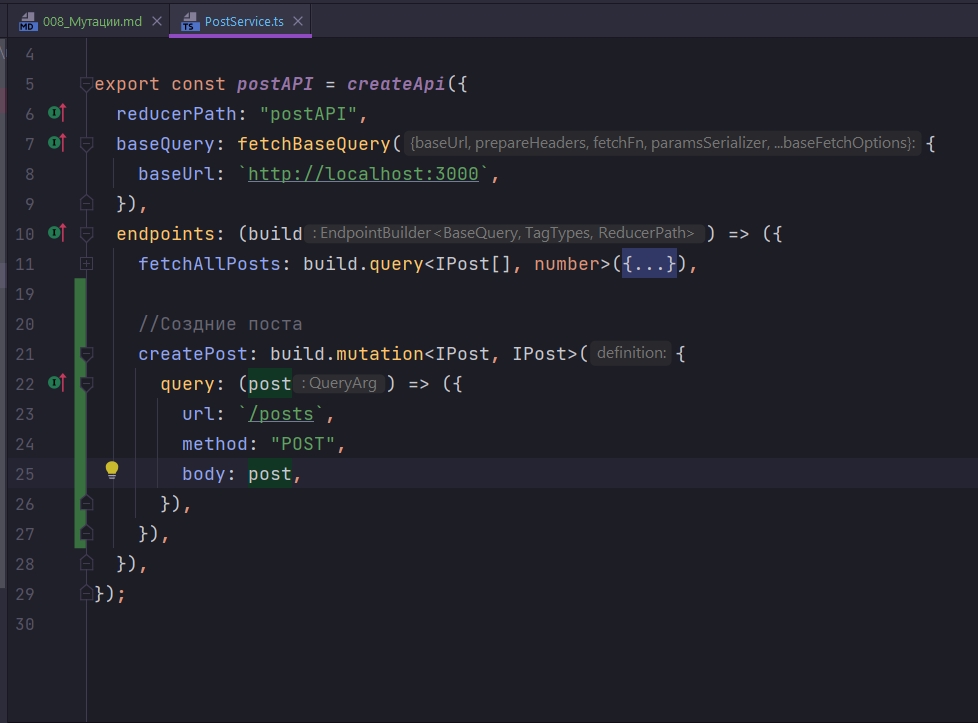 MD 008_Мутации.md TS PostService.ts
4
5 export const postAPI = createApi({
6 reducerPath: "postAPI",
7 baseQuery: fetchBaseQuery( {baseUrl, prepareHeaders, fetchFn, paramsSerializer, ...baseFetchOptions}: {
8 baseUrl: `http://localhost:3000`,
9 }),
10 endpoints: (build : EndpointBuilder<BaseQuery, TagTypes, ReducerPath> ) => ({
11 fetchAllPosts: build.query<IPost[], number>({...}),
19
20 //Создние поста
21 createPost: build.mutation<IPost, IPost>( definition: {
22 query: (post : QueryArg ) => ({
23 url: `/posts`,
24 method: "POST",
25 body: post,
26 }),
27 }),
28 }),
29 });
30